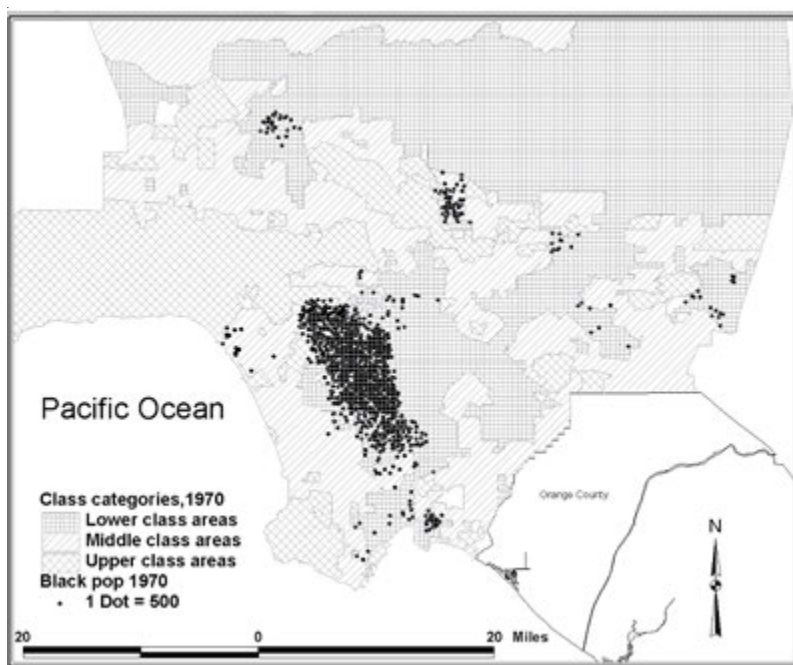 Pacific Ocean
Orange County
Class categories,1970
Lower class areas
Middle class areas
Upper class areas
Black pop 1970
1 Dot = 500
N
20 0 20 Miles